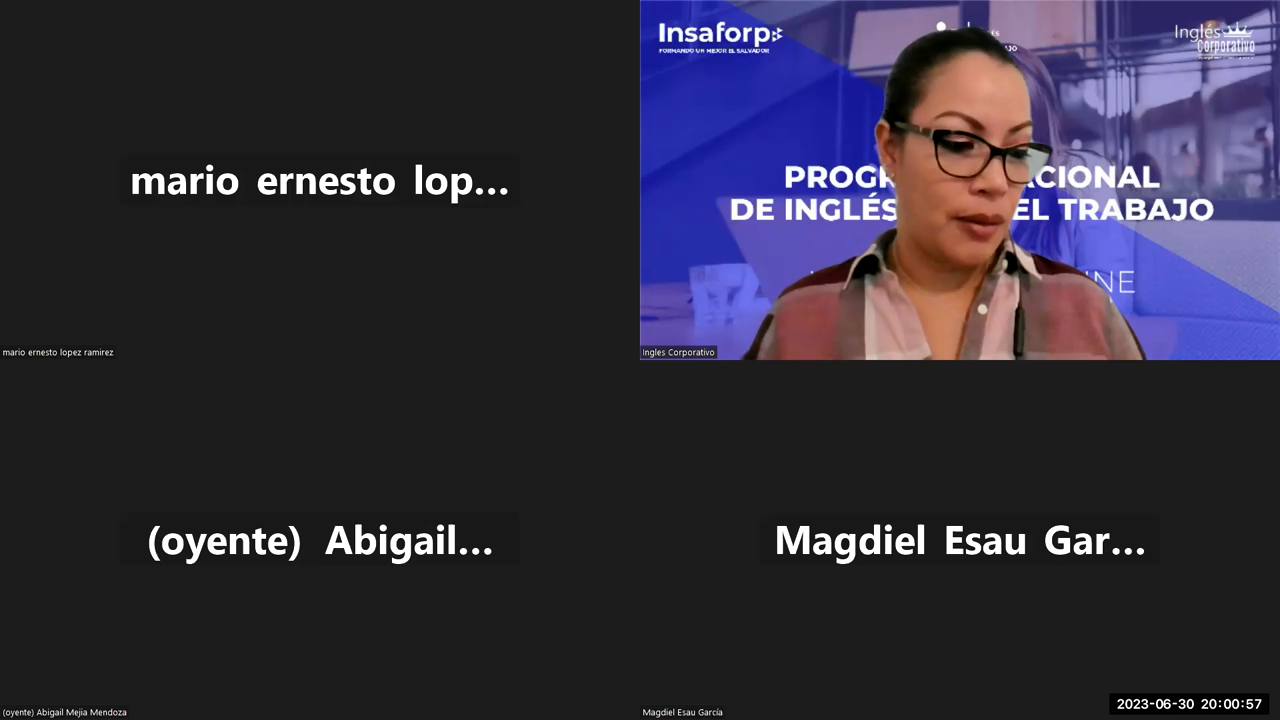 mario ernesto lop...
mario ernesto lopez ramirez
Insaforp
FORMANDO UN MEJOR EL SALVADOR
Inglés
Corporativo
DE INGLÉS EL TRABAJO
Ingles Corporativo
(oyente) Abigail...
(oyente) Abigail Mejia Mendoza
Magdiel Esau Gar...
Magdiel Esau García
2023-06-30 20:00:57